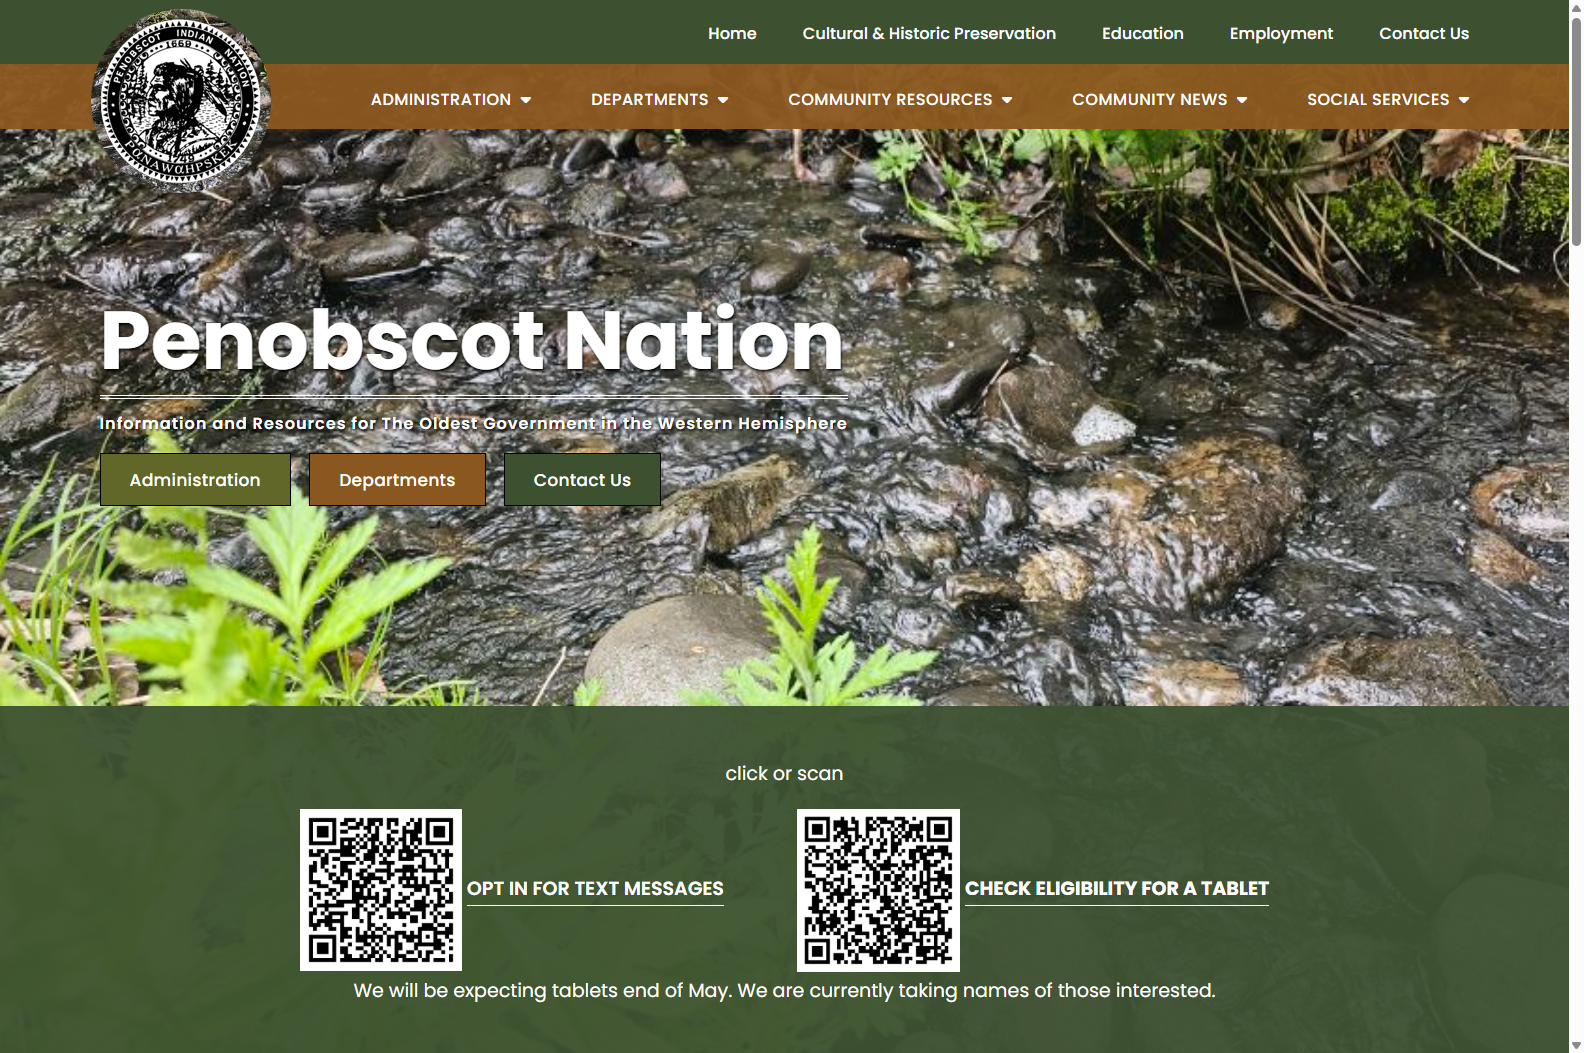 PENOBSCOT INDIAN NATION
1669
1749
PANAWAHPSKEK
Home
Cultural & Historic Preservation
Education
Employment
Contact Us
ADMINISTRATION
DEPARTMENTS
COMMUNITY RESOURCES
COMMUNITY NEWS
SOCIAL SERVICES
Penobscot Nation
Information and Resources for The Oldest Government in the Western Hemisphere
Administration
Departments
Contact Us
click or scan
OPT IN FOR TEXT MESSAGES
CHECK ELIGIBILITY FOR A TABLET
We will be expecting tablets end of May. We are currently taking names of those interested.